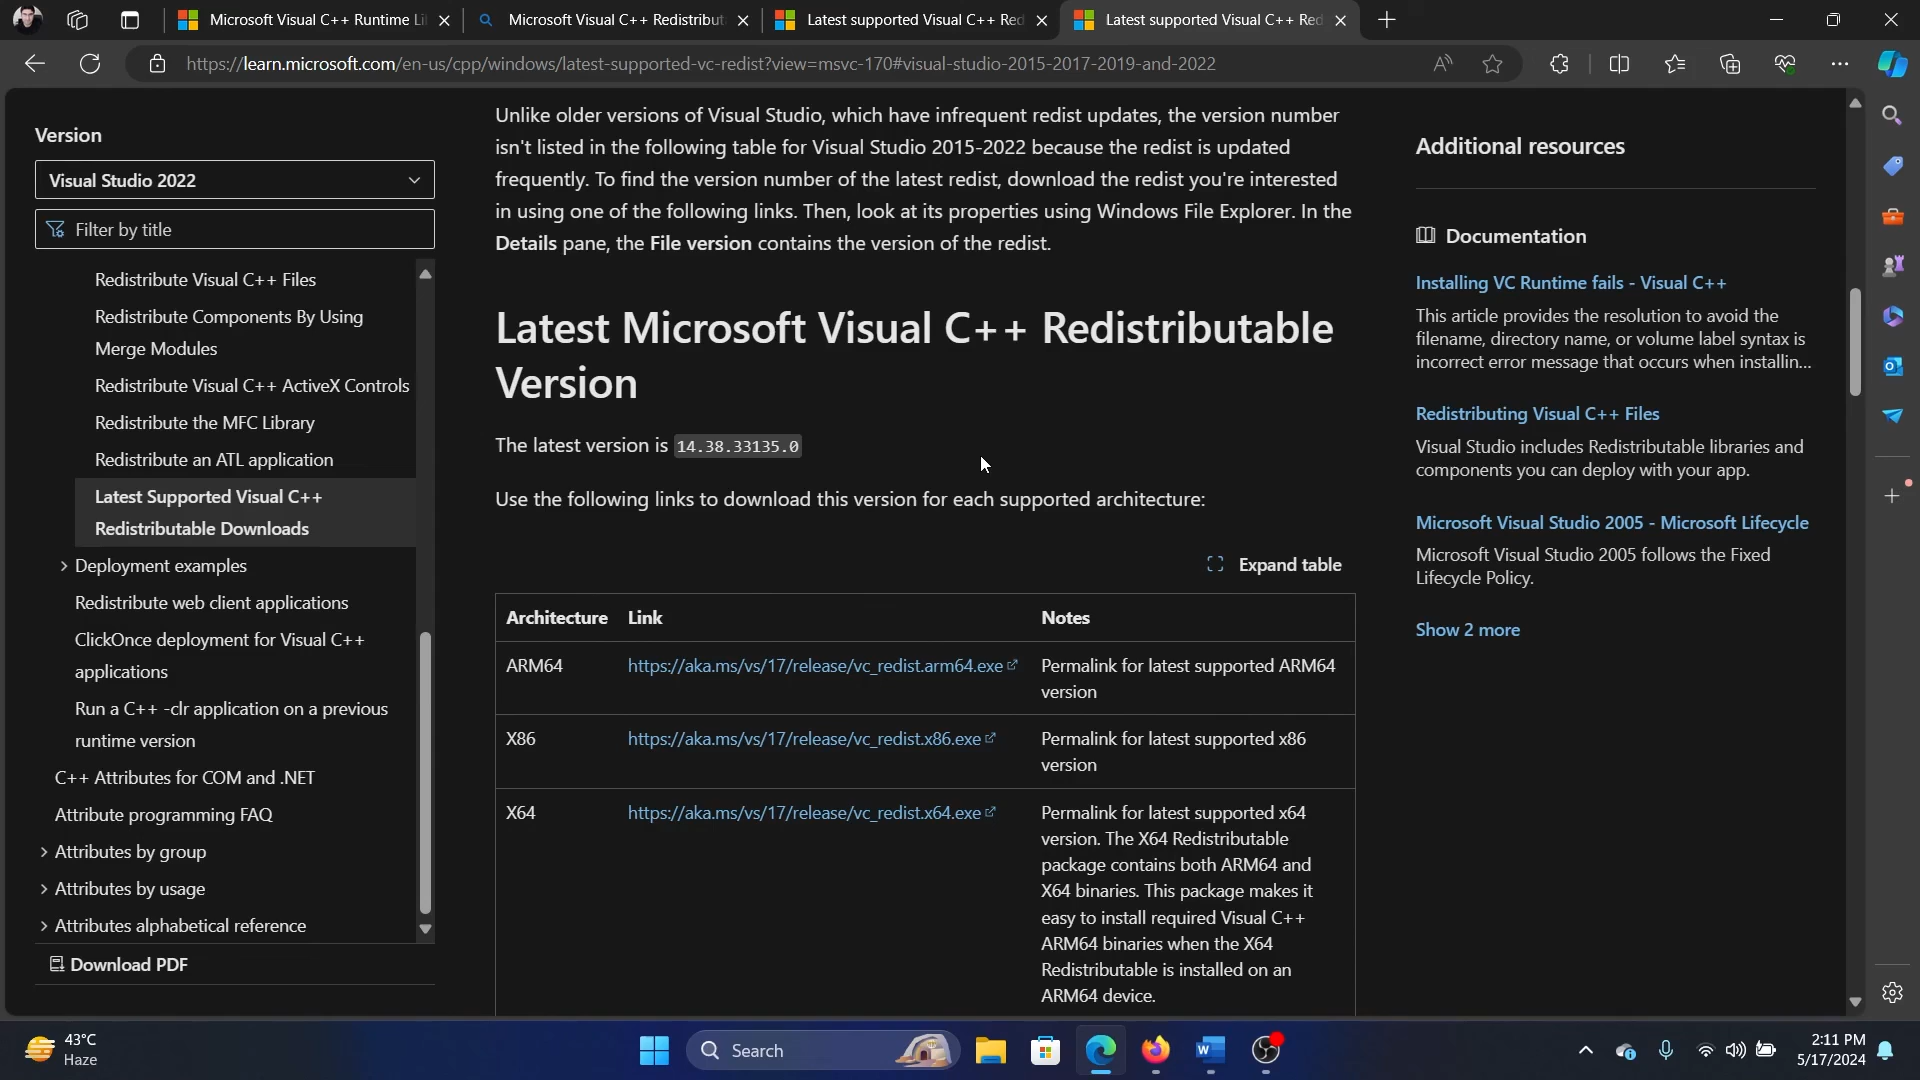 Microsoft Visual C++ Runtime Li
Microsoft Visual C++ Redistribut
Latest supported Visual C++ Red
Latest supported Visual C++ Red
https://learn.microsoft.com/en-us/cpp/windows/latest-supported-vc-redist?view=msvc-170#visual-studio-2015-2017-2019-and-2022
Version
Visual Studio 2022
Filter by title
Redistribute Visual C++ Files
Redistribute Components By Using
Merge Modules
Redistribute Visual C++ ActiveX Controls
Redistribute the MFC Library
Redistribute an ATL application
Latest Supported Visual C++
Redistributable Downloads
Deployment examples
Redistribute web client applications
ClickOnce deployment for Visual C++
applications
Run a C++ -clr application on a previous
runtime version
C++ Attributes for COM and .NET
Attribute programming FAQ
Attributes by group
Attributes by usage
Attributes alphabetical reference
Download PDF
Unlike older versions of Visual Studio, which have infrequent redist updates, the version number
isn't listed in the following table for Visual Studio 2015-2022 because the redist is updated
frequently. To find the version number of the latest redist, download the redist you're interested
in using one of the following links. Then, look at its properties using Windows File Explorer. In the
Details pane, the File version contains the version of the redist.
Latest Microsoft Visual C++ Redistributable
Version
The latest version is 14.38.33135.0
Use the following links to download this version for each supported architecture:
Expand table
Architecture Link Notes
ARM64 https://aka.ms/vs/17/release/vc_redist.arm64.exe Permalink for latest supported ARM64
version
X86 https://aka.ms/vs/17/release/vc_redist.x86.exe Permalink for latest supported x86
version
X64 https://aka.ms/vs/17/release/vc_redist.x64.exe Permalink for latest supported x64
version. The X64 Redistributable
package contains both ARM64 and
X64 binaries. This package makes it
easy to install required Visual C++
ARM64 binaries when the X64
Redistributable is installed on an
ARM64 device.
Additional resources
Documentation
Installing VC Runtime fails - Visual C++
This article provides the resolution to avoid the
filename, directory name, or volume label syntax is
incorrect error message that occurs when installin...
Redistributing Visual C++ Files
Visual Studio includes Redistributable libraries and
components you can deploy with your app.
Microsoft Visual Studio 2005 - Microsoft Lifecycle
Microsoft Visual Studio 2005 follows the Fixed
Lifecycle Policy.
Show 2 more
43°C
Haze
Search
2:11 PM
5/17/2024